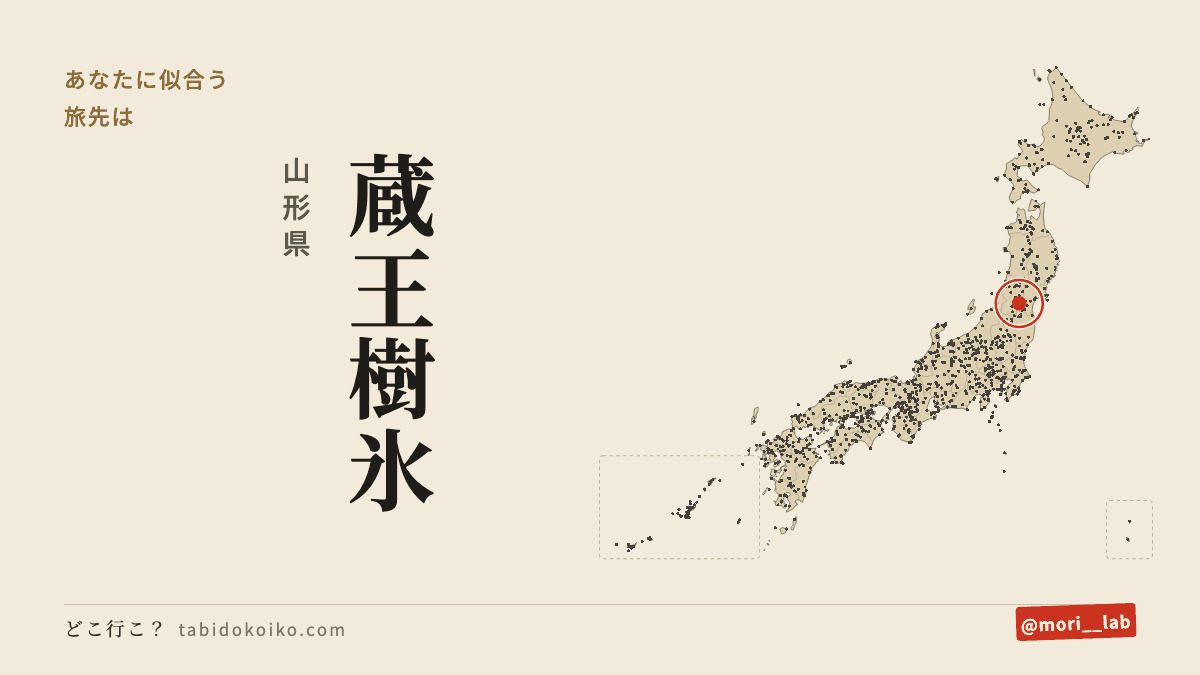 あなたに似合う
旅先は
山形県
蔵王樹氷
どこ行こ？ tabidokoiko.com
@mori__lab